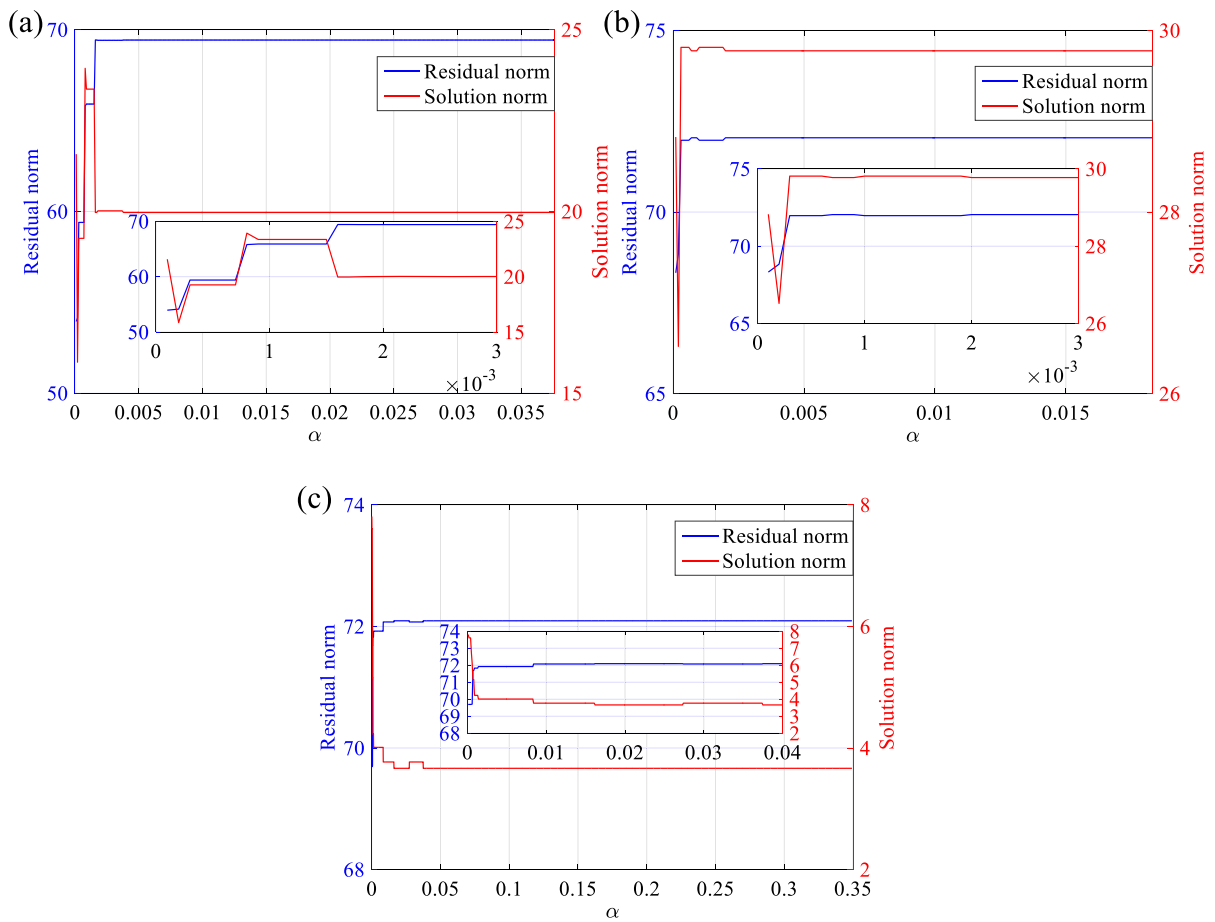 (a)
70
60
50
Residual norm
25
20
15
Solution norm
Residual norm
Solution norm
70
60
50
25
20
15
0 1 2 3
×10-3
0 0.005 0.01 0.015 0.02 0.025 0.03 0.035
α
(b)
75
70
65
Residual norm
30
28
26
Solution norm
Residual norm
Solution norm
75
70
65
30
28
26
0 1 2 3
×10-3
0 0.005 0.01 0.015
α
(c)
74
72
70
68
Residual norm
8
6
4
2
Solution norm
Residual norm
Solution norm
74
73
72
71
70
69
68
8
7
6
5
4
3
2
0 0.01 0.02 0.03 0.04
0 0.05 0.1 0.15 0.2 0.25 0.3 0.35
α